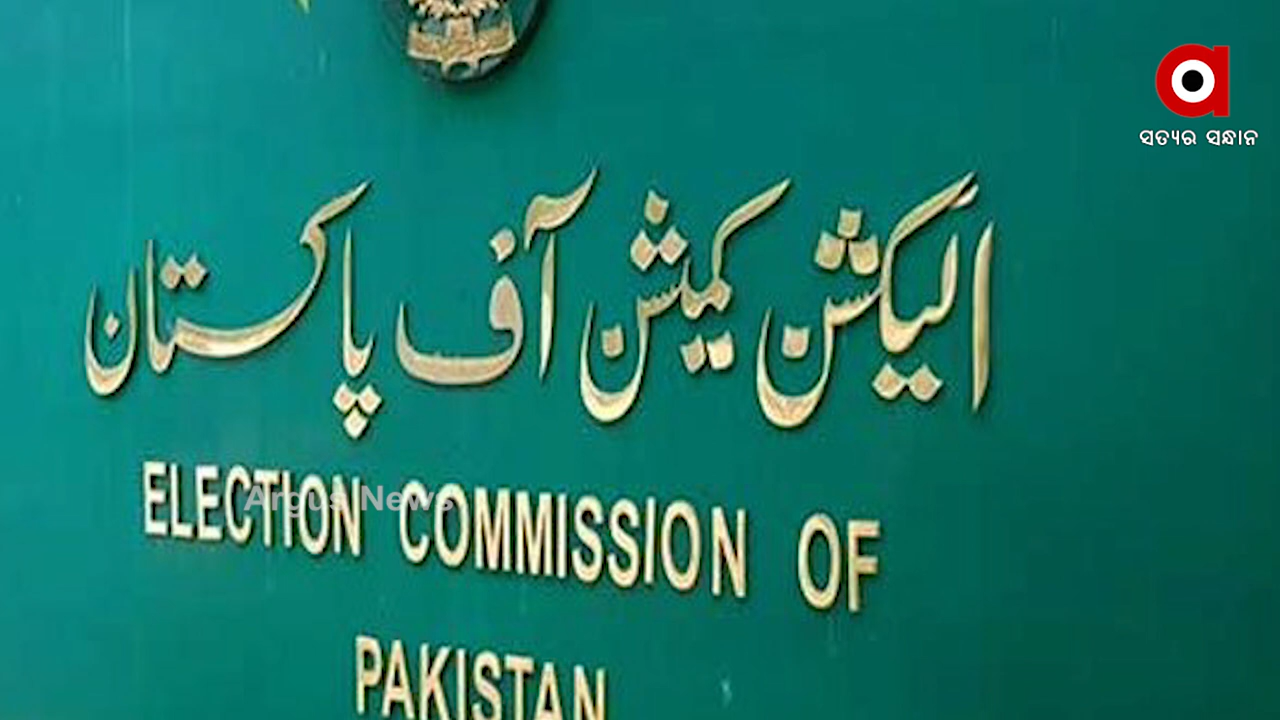 ସତ୍ୟର ସନ୍ଧାନ
الیکشن کمیشن آف پاکستان
ELECTION COMMISSION OF
Argus News
PAKISTAN